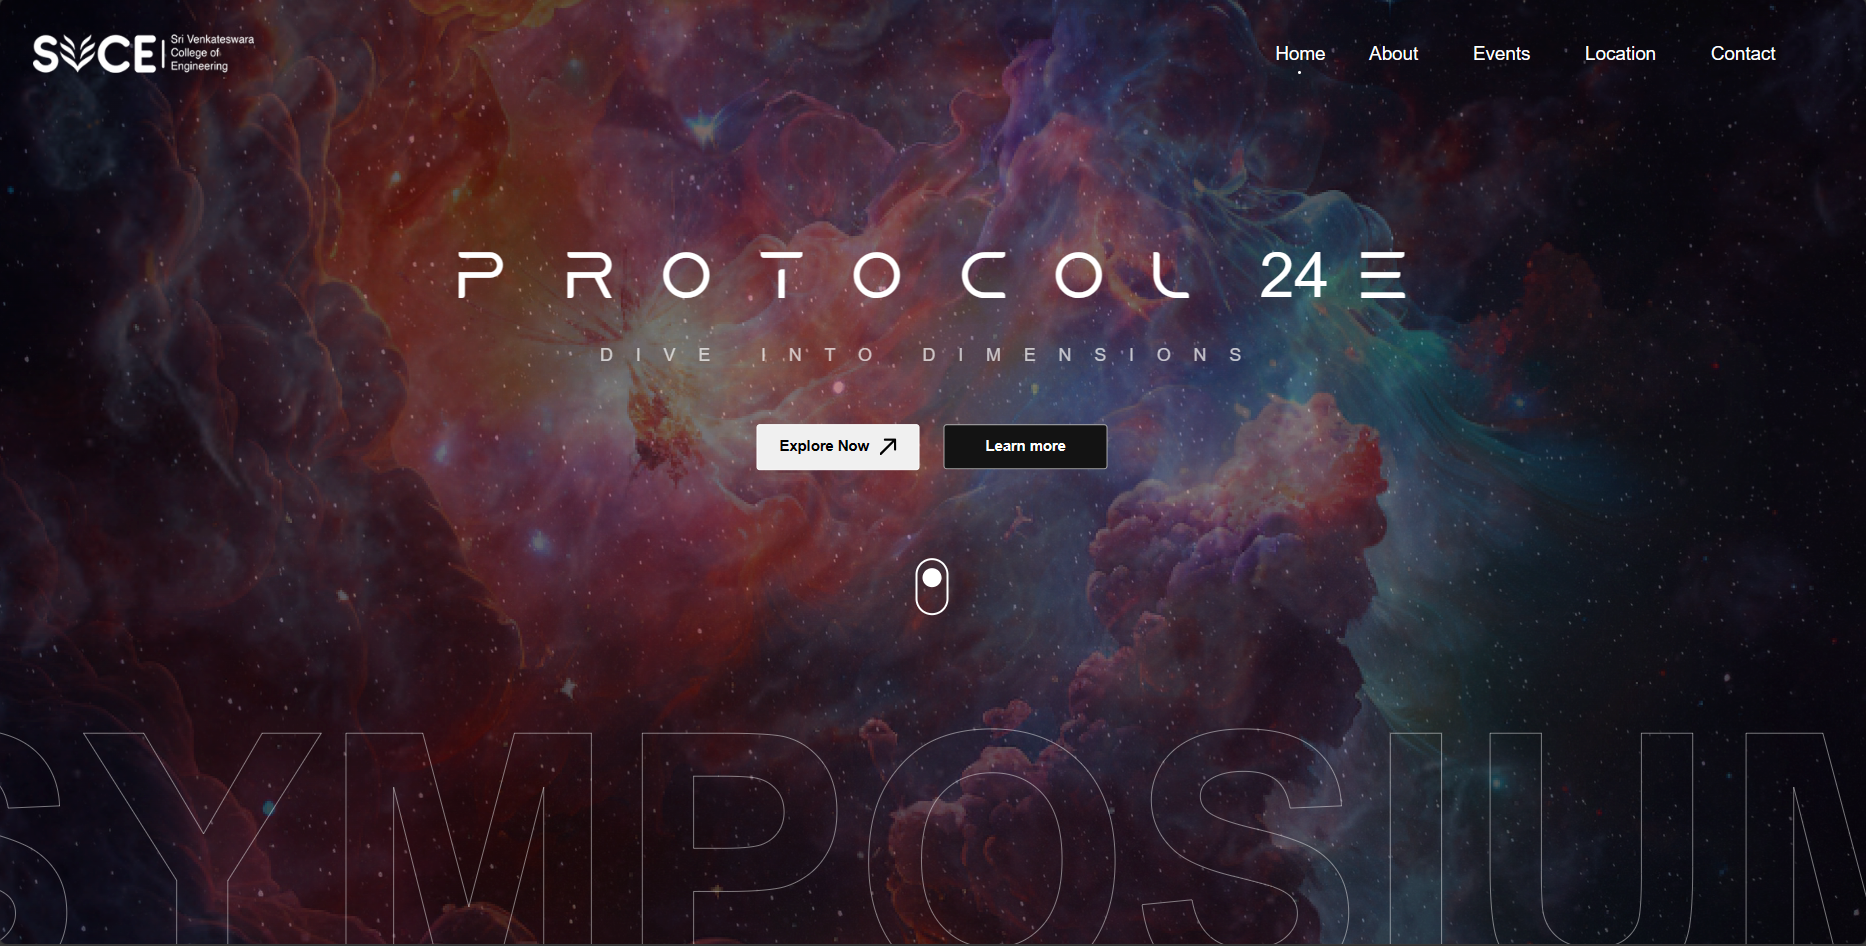 SVCE
Sri Venkateswara
College of
Engineering
Home About Events Location Contact
PROTOCOL 24E
DIVE INTO DIMENSIONS
Explore Now
Learn more
SYMPOSIUM